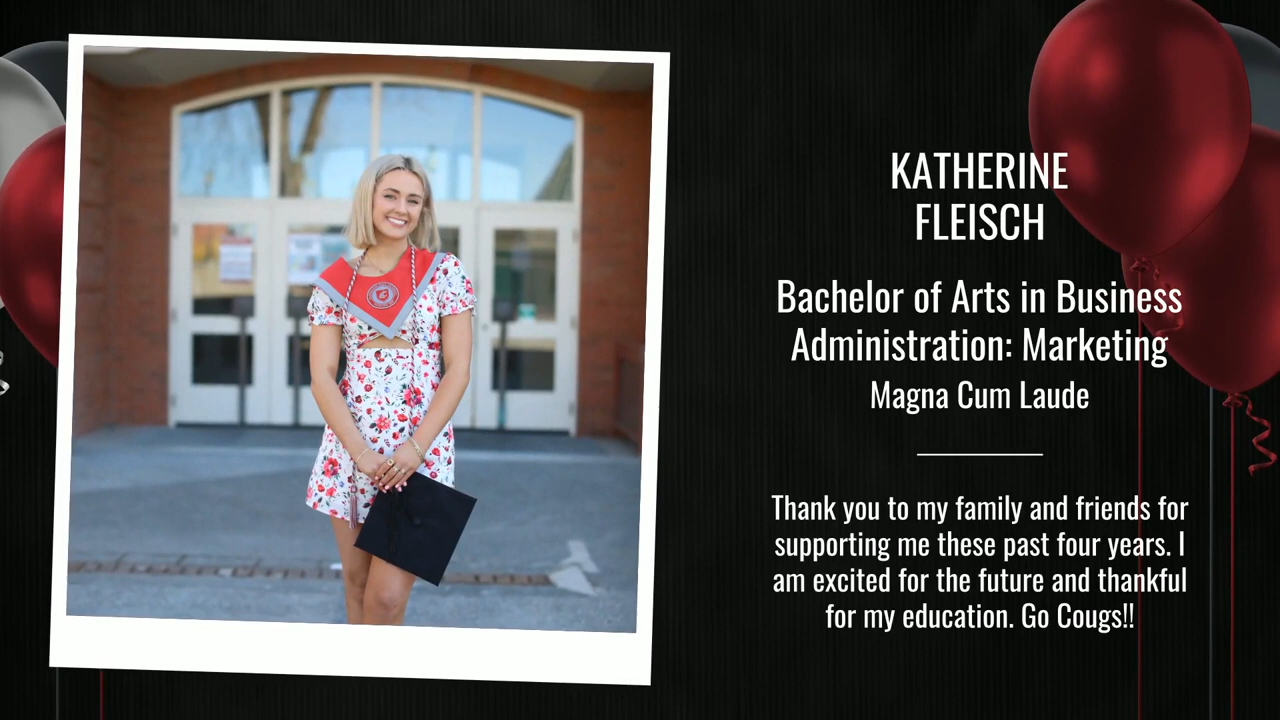 KATHERINE
FLEISCH
Bachelor of Arts in Business
Administration: Marketing
Magna Cum Laude
Thank you to my family and friends for
supporting me these past four years. I
am excited for the future and thankful
for my education. Go Cougs!!